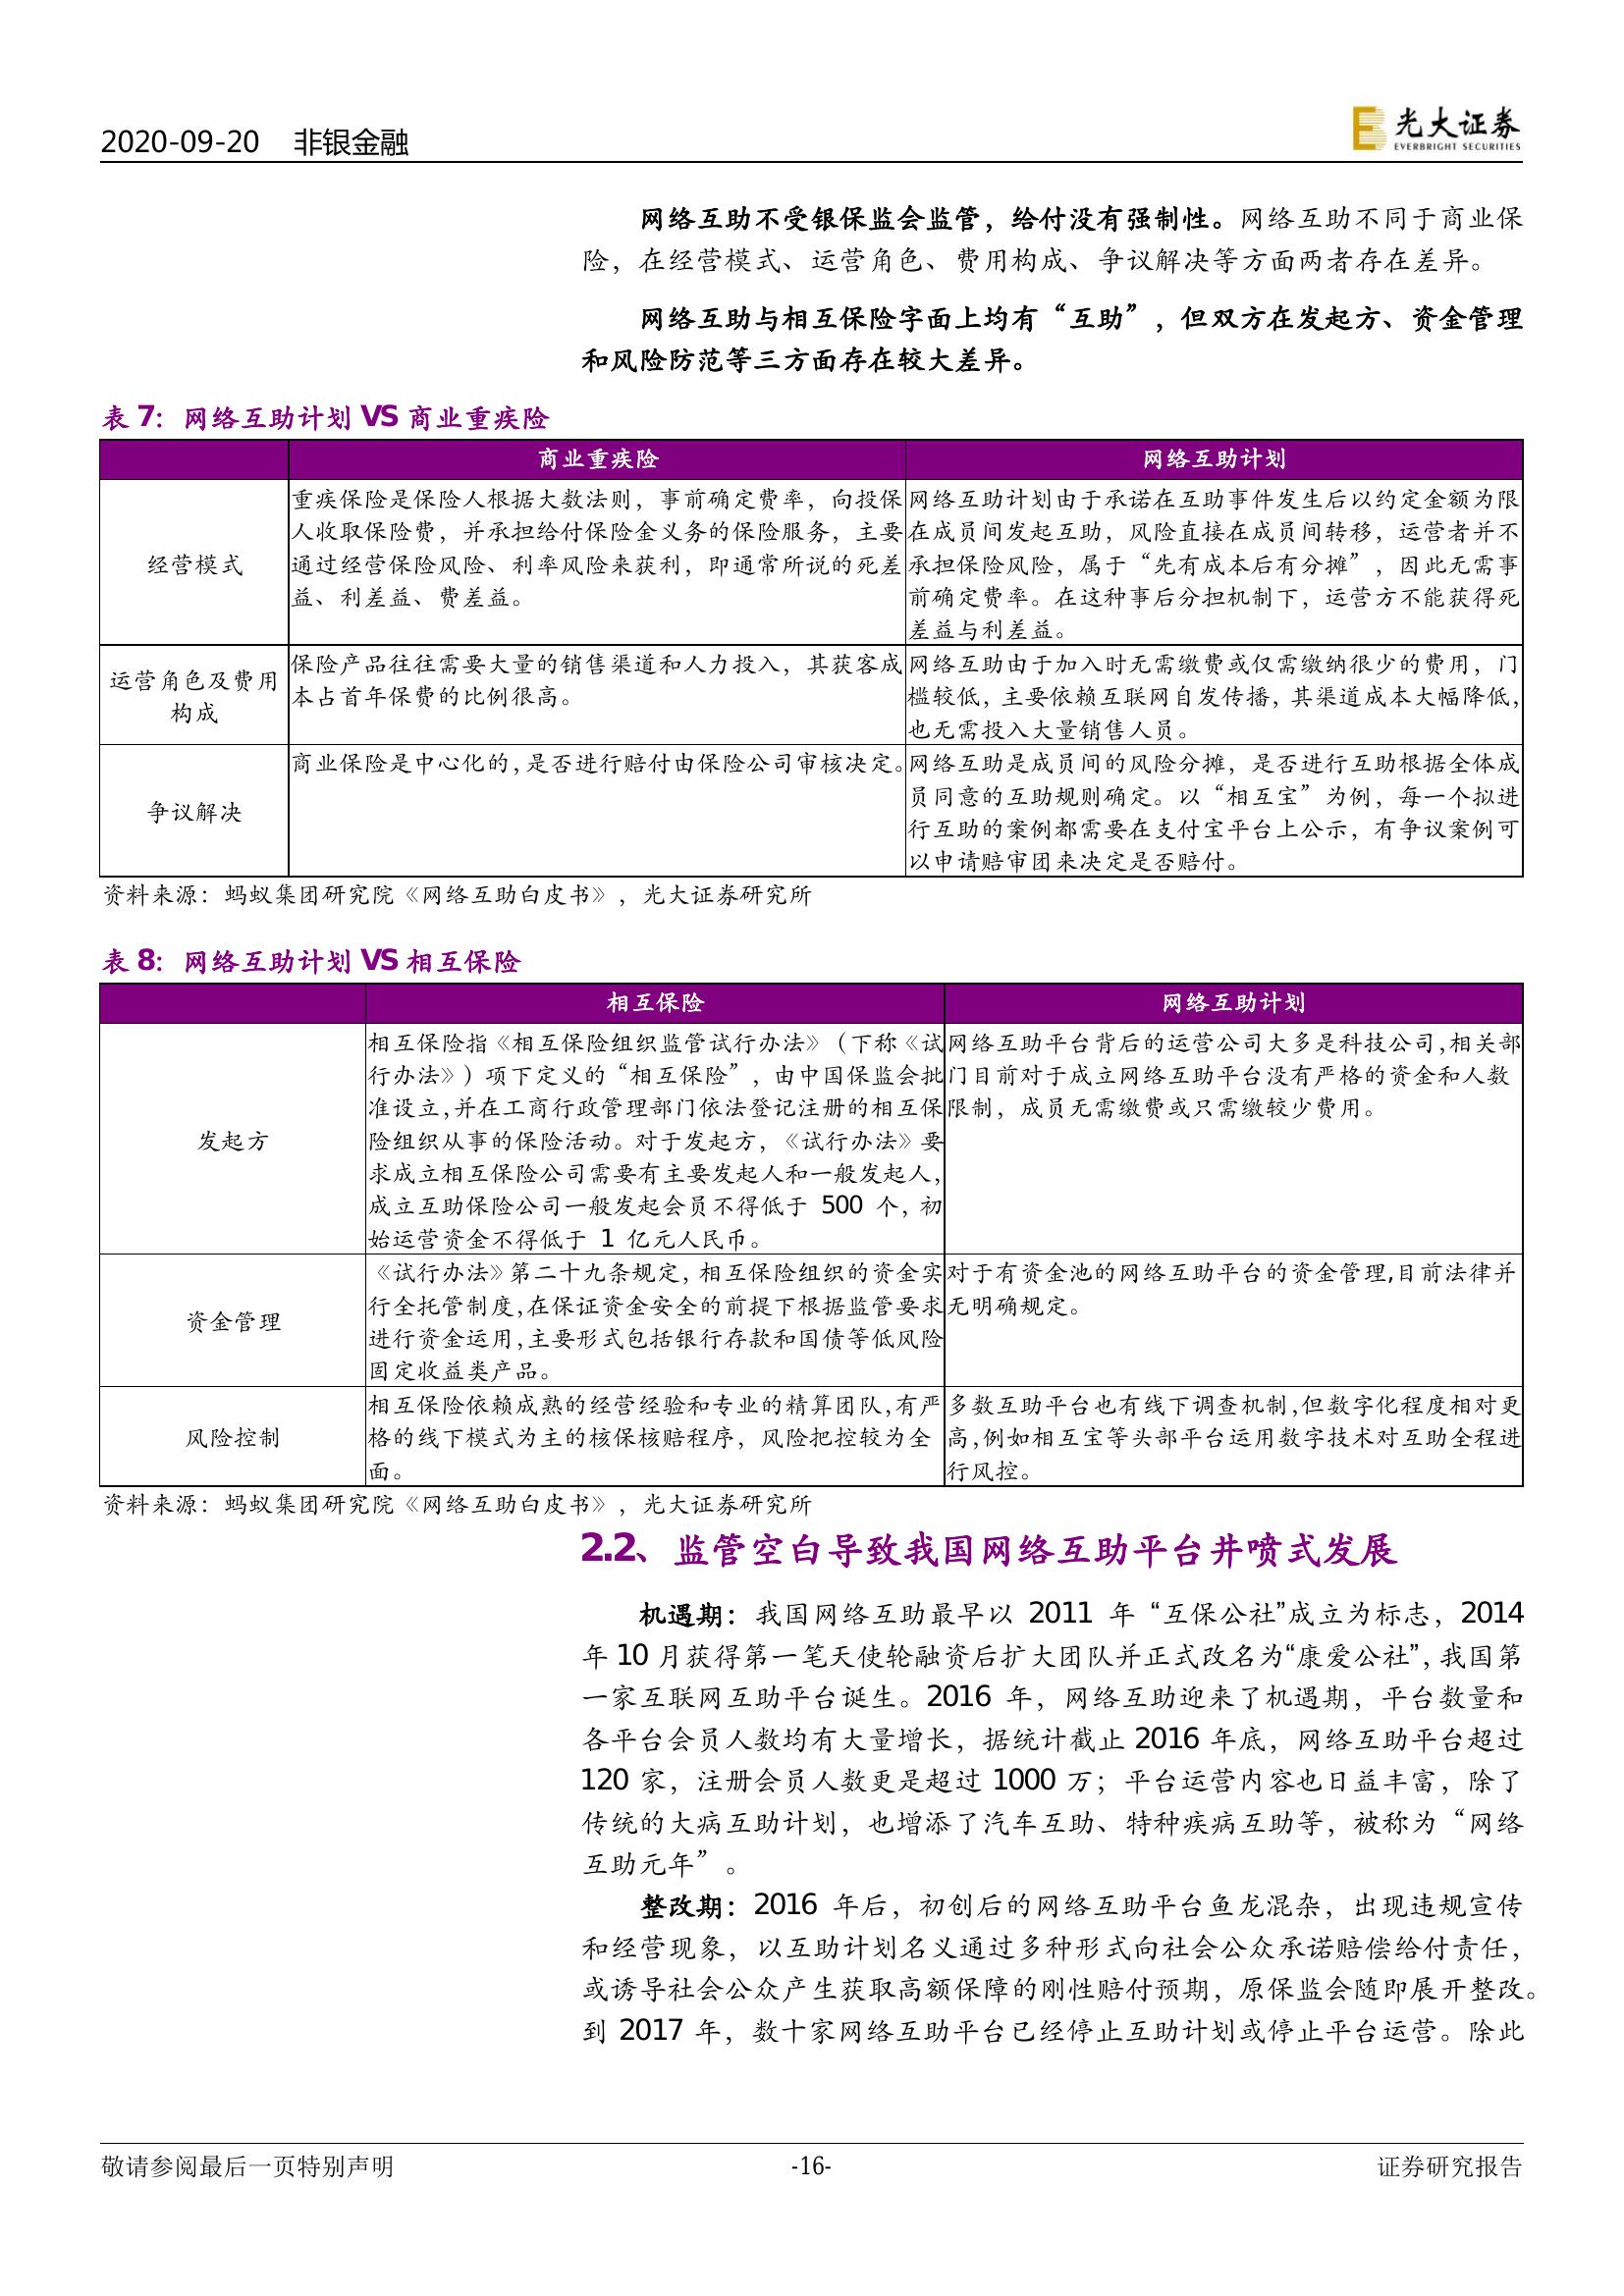 2020-09-20 非银金融
光大证券
EVERBRIGHT SECURITIES
网络互助不受银保监会监管，给付没有强制性。网络互助不同于商业保
险，在经营模式、运营角色、费用构成、争议解决等方面两者存在差异。
网络互助与相互保险字面上均有“互助”，但双方在发起方、资金管理
和风险防范等三方面存在较大差异。
表 7：网络互助计划 VS 商业重疾险
商业重疾险
网络互助计划
经营模式
重疾保险是保险人根据大数法则，事前确定费率，向投保
人收取保险费，并承担给付保险金义务的保险服务，主要
通过经营保险风险、利率风险来获利，即通常所说的死差
益、利差益、费差益。
网络互助计划由于承诺在互助事件发生后以约定金额为限
在成员间发起互助，风险直接在成员间转移，运营者并不
承担保险风险，属于“先有成本后有分摊”，因此无需事
前确定费率。在这种事后分担机制下，运营方不能获得死
差益与利差益。
运营角色及费用
构成
保险产品往往需要大量的销售渠道和人力投入，其获客成
本占首年保费的比例很高。
网络互助由于加入时无需缴费或仅需缴纳很少的费用，门
槛较低，主要依赖互联网自发传播，其渠道成本大幅降低，
也无需投入大量销售人员。
争议解决
商业保险是中心化的，是否进行赔付由保险公司审核决定。
网络互助是成员间的风险分摊，是否进行互助根据全体成
员同意的互助规则确定。以“相互宝”为例，每一个拟进
行互助的案例都需要在支付宝平台上公示，有争议案例可
以申请赔审团来决定是否赔付。
资料来源：蚂蚁集团研究院《网络互助白皮书》，光大证券研究所
表 8：网络互助计划 VS 相互保险
相互保险
网络互助计划
发起方
相互保险指《相互保险组织监管试行办法》（下称《试
行办法》）项下定义的“相互保险”，由中国保监会批
准设立，并在工商行政管理部门依法登记注册的相互保
险组织从事的保险活动。对于发起方，《试行办法》要
求成立相互保险公司需要有主要发起人和一般发起人，
成立互助保险公司一般发起会员不得低于 500 个，初
始运营资金不得低于 1 亿元人民币。
网络互助平台背后的运营公司大多是科技公司，相关部
门目前对于成立网络互助平台没有严格的资金和人数
限制，成员无需缴费或只需缴较少费用。
资金管理
《试行办法》第二十九条规定，相互保险组织的资金实
行全托管制度，在保证资金安全的前提下根据监管要求
进行资金运用，主要形式包括银行存款和国债等低风险
固定收益类产品。
对于有资金池的网络互助平台的资金管理，目前法律并
无明确规定。
风险控制
相互保险依赖成熟的经营经验和专业的精算团队，有严
格的线下模式为主的核保核赔程序，风险把控较为全
面。
多数互助平台也有线下调查机制，但数字化程度相对更
高，例如相互宝等头部平台运用数字技术对互助全程进
行风控。
资料来源：蚂蚁集团研究院《网络互助白皮书》，光大证券研究所
2.2、监管空白导致我国网络互助平台井喷式发展
机遇期：我国网络互助最早以 2011 年“互保公社”成立为标志，2014
年 10 月获得第一笔天使轮融资后扩大团队并正式改名为“康爱公社”，我国第
一家互联网互助平台诞生。2016 年，网络互助迎来了机遇期，平台数量和
各平台会员人数均有大量增长，据统计截止 2016 年底，网络互助平台超过
120 家，注册会员人数更是超过 1000 万；平台运营内容也日益丰富，除了
传统的大病互助计划，也增添了汽车互助、特种疾病互助等，被称为“网络
互助元年”。
整改期：2016 年后，初创后的网络互助平台鱼龙混杂，出现违规宣传
和经营现象，以互助计划名义通过多种形式向社会公众承诺赔偿给付责任，
或诱导社会公众产生获取高额保障的刚性赔付预期，原保监会随即展开整改。
到 2017 年，数十家网络互助平台已经停止互助计划或停止平台运营。除此
敬请参阅最后一页特别声明
-16-
证券研究报告